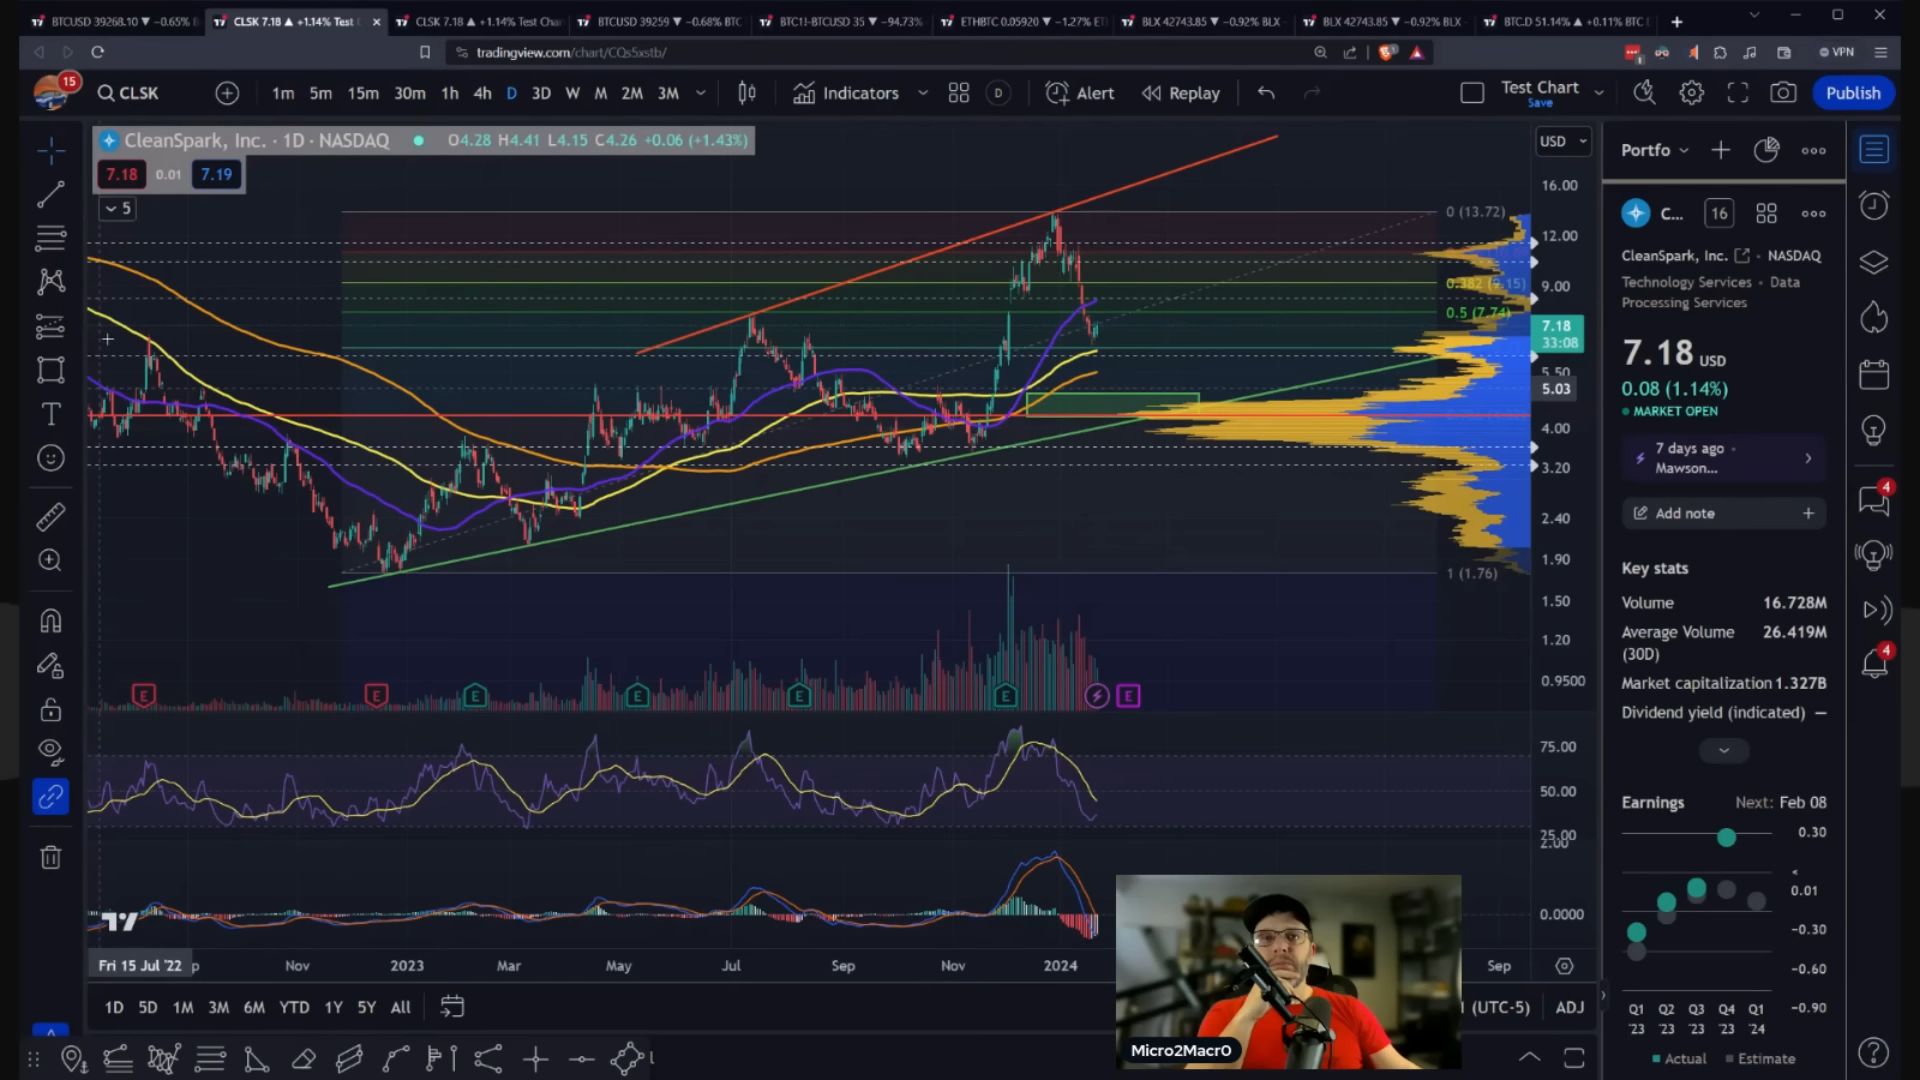 BTCUSD 39268.10 ▼ −0.65%
CLSK 7.18 ▲ +1.14% Test
CLSK 7.18 ▲ +1.14% Test Char
BTCUSD 39259 ▼ −0.68% BTC
BTC1!-BTCUSD 35 ▼ −94.73%
ETHBTC 0.05920 ▼ −1.27%
BLX 42743.85 ▼ −0.92% BLX
BLX 42743.85 ▼ −0.92% BLX
BTC.D 51.14% ▲ +0.11% BTC
tradingview.com/chart/CQs5xstb/
VPN
15
CLSK
1m 5m 15m 30m 1h 4h D 3D W M 2M 3M
Indicators
D
Alert
Replay
Test Chart
Save
Publish
CleanSpark, Inc. · 1D · NASDAQ
O4.28 H4.41 L4.15 C4.26 +0.06 (+1.43%)
7.18 0.01 7.19
5
USD
16.00
12.00
9.00
7.18
33:08
5.50
5.03
4.00
3.20
2.40
1.90
1.50
1.20
0.9500
0 (13.72)
0.382 (9.15)
0.5 (7.74)
1 (1.76)
E E E E E E E
75.00
50.00
25.00
2.00
0.0000
Fri 15 Jul '22
p
Nov 2023 Mar May Jul Sep Nov 2024
Sep
1D 5D 1M 3M 6M YTD 1Y 5Y All
(UTC-5)
ADJ
Micro2Macr0
Portfo
C...
16
CleanSpark, Inc.
· NASDAQ
Technology Services · Data
Processing Services
7.18 USD
0.08 (1.14%)
MARKET OPEN
7 days ago ·
Mawson...
Add note
Key stats
Volume 16.728M
Average Volume 26.419M
(30D)
Market capitalization 1.327B
Dividend yield (indicated) —
Earnings Next: Feb 08
0.30
0.01
−0.30
−0.60
−0.90
Q1 Q2 Q3 Q4 Q1
'23 '23 '23 '23 '24
Actual Estimate
4
4